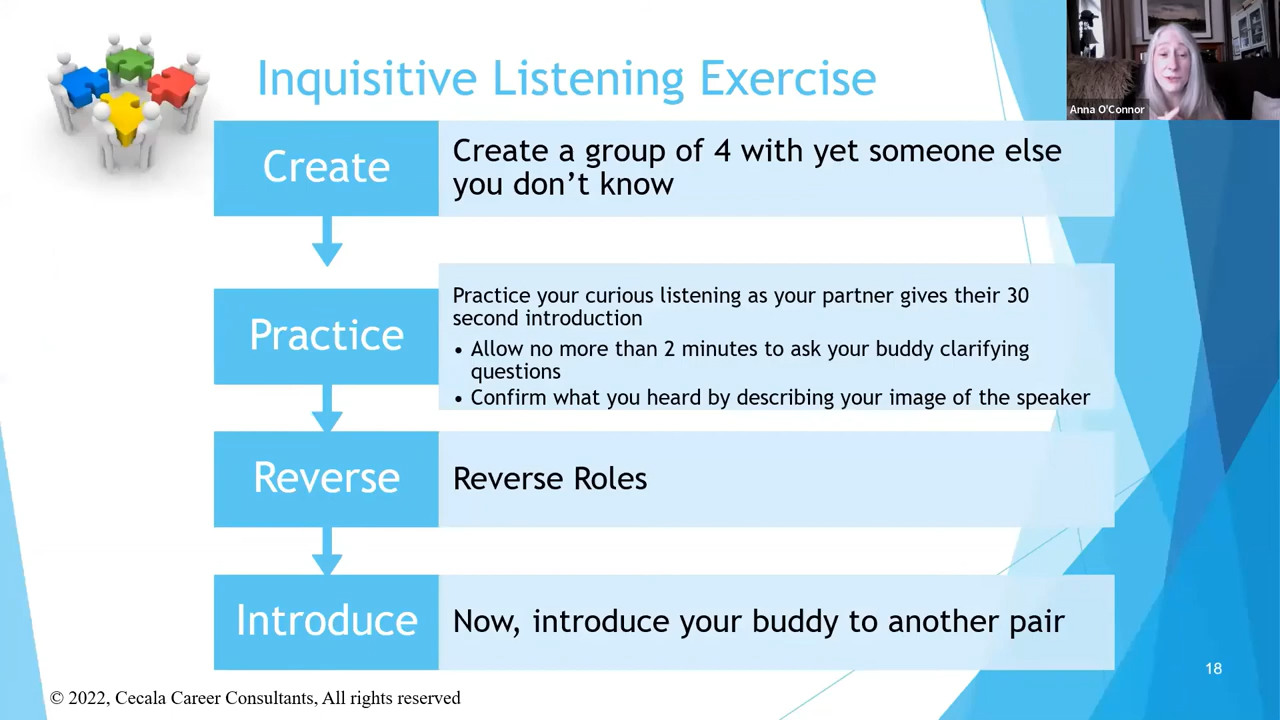 Inquisitive Listening Exercise
Anna O'Connor
Create
Create a group of 4 with yet someone else
you don’t know
Practice
Practice your curious listening as your partner gives their 30
second introduction
• Allow no more than 2 minutes to ask your buddy clarifying
questions
• Confirm what you heard by describing your image of the speaker
Reverse
Reverse Roles
Introduce
Now, introduce your buddy to another pair
18
© 2022, Cecala Career Consultants, All rights reserved